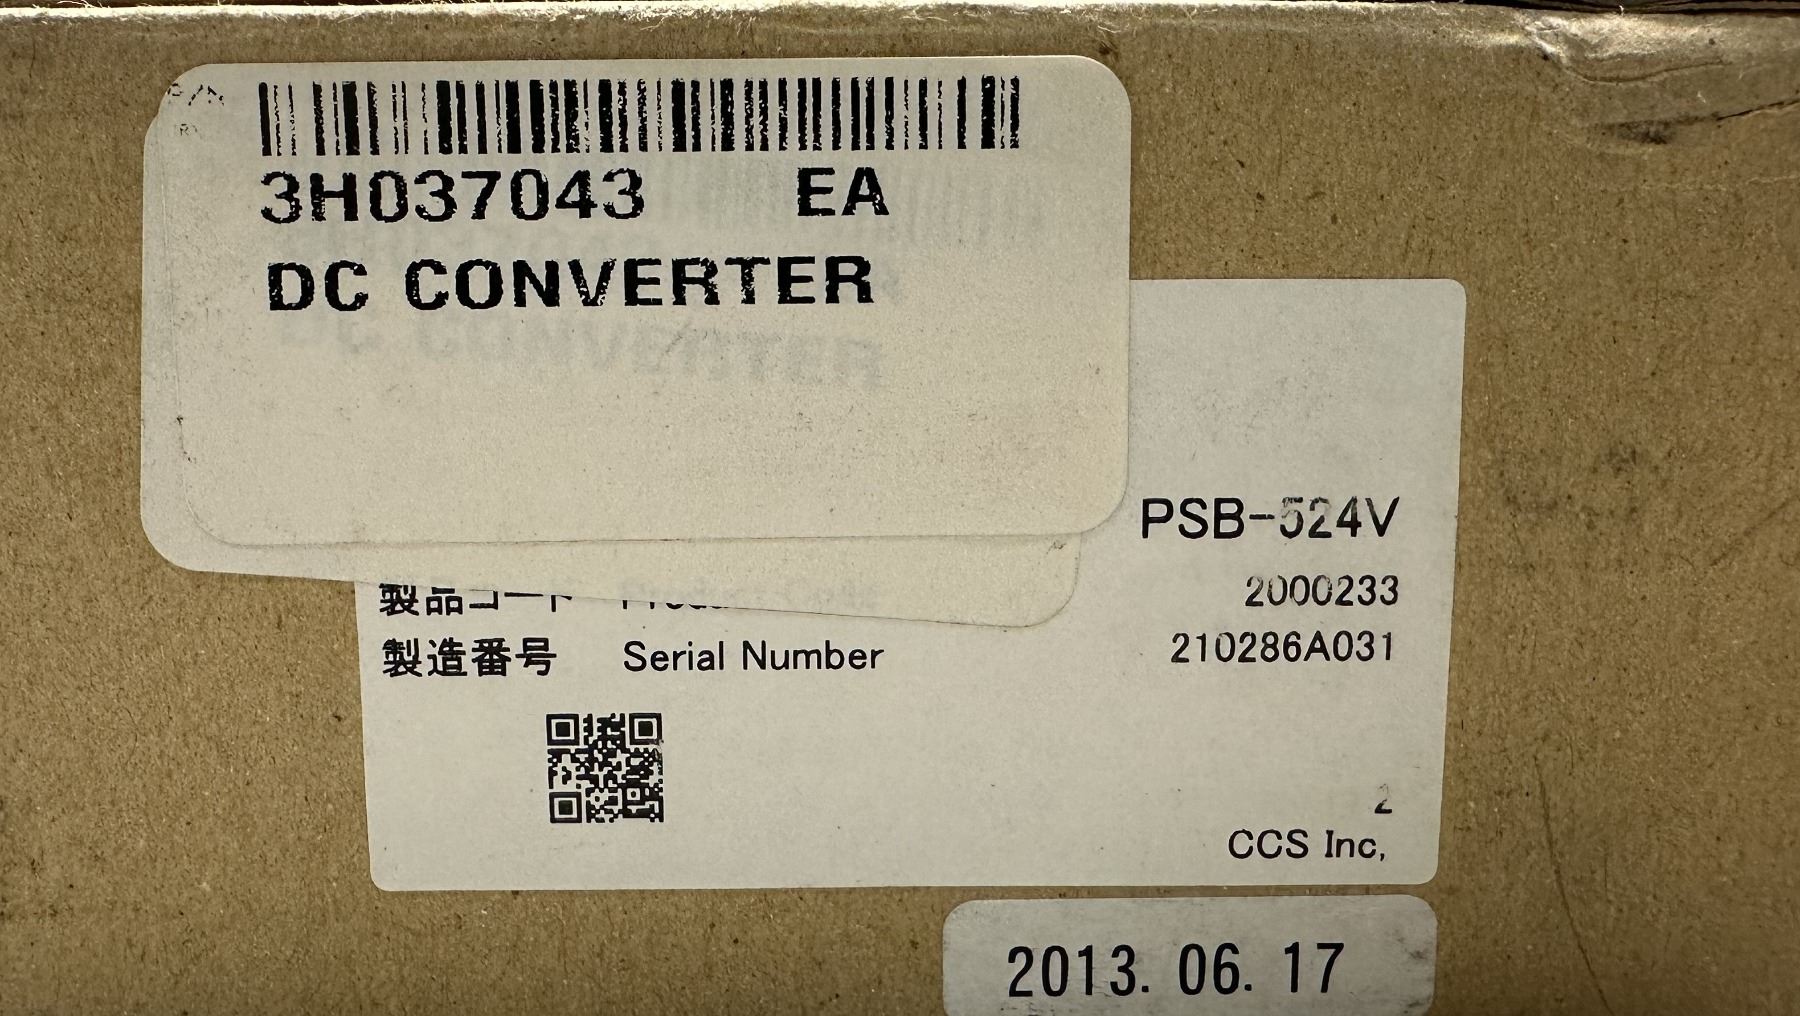 3H037043 EA
DC CONVERTER
PSB-524V
製品コード 2000233
製造番号 Serial Number 210286A031
2
CCS Inc,
2013. 06. 17